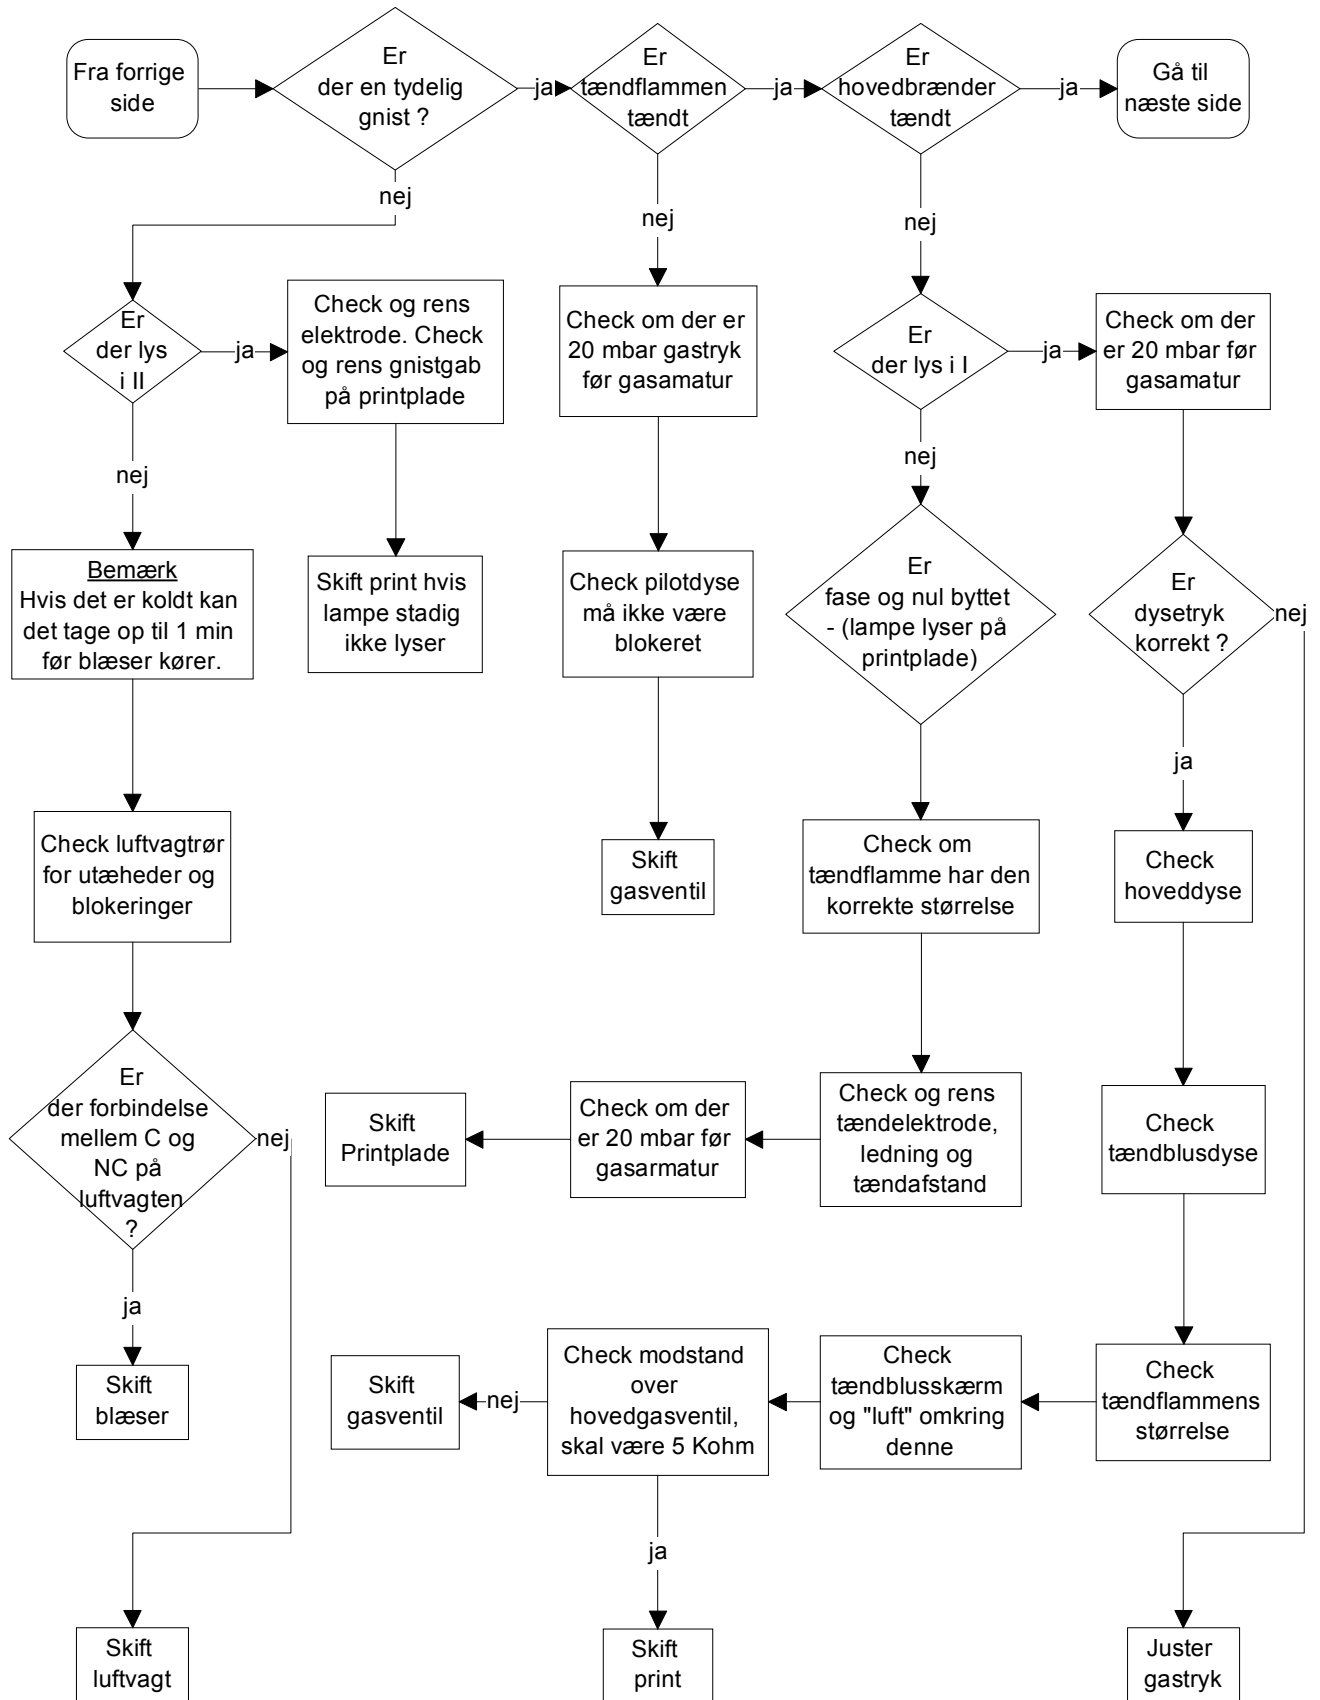 Fra forrige
side
Er
der en tydelig
gnist ?
ja
Er
tændflammen
tændt
ja
Er
hovedbrænder
tændt
ja
Gå til
næste side
nej
nej
nej
Er
der lys
i II
ja
Check og rens
elektrode. Check
og rens gnistgab
på printplade
Check om der er
20 mbar gastryk
før gasamatur
Er
der lys i I
ja
Check om der
er 20 mbar før
gasamatur
nej
nej
Bemærk
Hvis det er koldt kan
det tage op til 1 min
før blæser kører.
Skift print hvis
lampe stadig
ikke lyser
Check pilotdyse
må ikke være
blokeret
Er
fase og nul byttet
- (lampe lyser på
printplade)
Er
dysetryk
korrekt ?
nej
ja
Check luftvagtrør
for utæheder og
blokeringer
Skift
gasventil
Check om
tændflamme har den
korrekte størrelse
Check
hoveddyse
Er
der forbindelse
mellem C og
NC på
luftvagten
?
nej
Skift
Printplade
Check om der
er 20 mbar før
gasarmatur
Check og rens
tændelektrode,
ledning og
tændafstand
Check
tændblusdyse
ja
Skift
blæser
Skift
gasventil
nej
Check modstand
over
hovedgasventil,
skal være 5 Kohm
Check
tændblusskærm
og "luft" omkring
denne
Check
tændflammens
størrelse
ja
Skift
luftvagt
Skift
print
Juster
gastryk